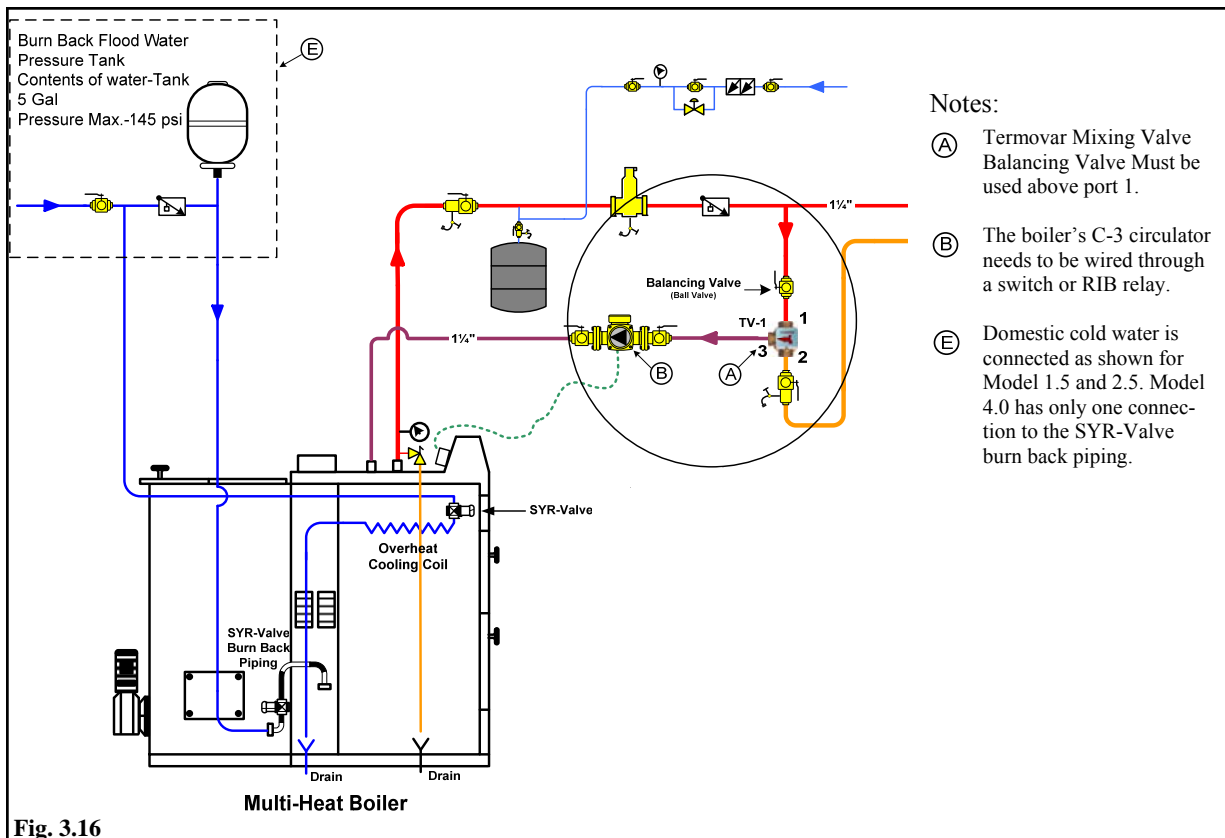 Burn Back Flood Water
Pressure Tank
Contents of water-Tank
5 Gal
Pressure Max.-145 psi
E
Notes:
A
Termovar Mixing Valve
Balancing Valve Must be
used above port 1.
B
The boiler's C-3 circulator
needs to be wired through
a switch or RIB relay.
E
Domestic cold water is
connected as shown for
Model 1.5 and 2.5. Model
4.0 has only one connec-
tion to the SYR-Valve
burn back piping.
1¼"
Balancing Valve
(Ball Valve)
TV-1
1
3
2
1¼"
B
A
SYR-Valve
Overheat
Cooling Coil
SYR-Valve
Burn Back
Piping
Drain
Drain
Multi-Heat Boiler
Fig. 3.16